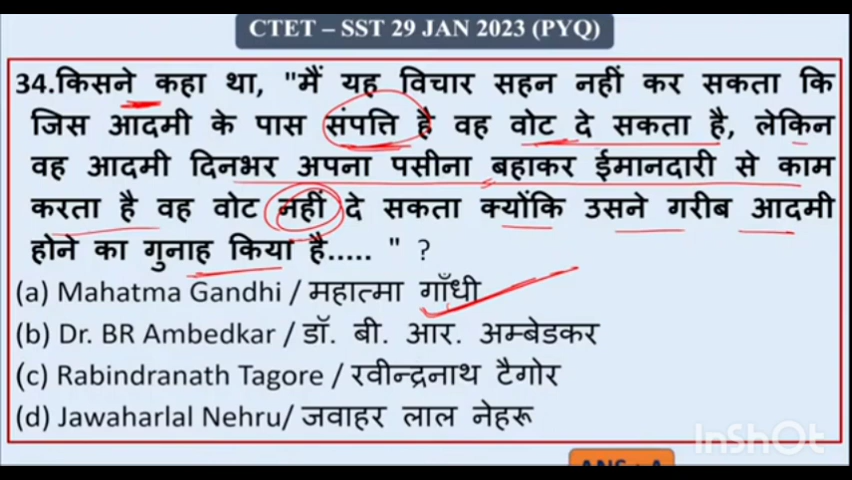 CTET – SST 29 JAN 2023 (PYQ)
34.किसने कहा था, "मैं यह विचार सहन नहीं कर सकता कि
जिस आदमी के पास संपत्ति है वह वोट दे सकता है, लेकिन
वह आदमी दिनभर अपना पसीना बहाकर ईमानदारी से काम
करता है वह वोट नहीं दे सकता क्योंकि उसने गरीब आदमी
होने का गुनाह किया है..... " ?
(a) Mahatma Gandhi / महात्मा गाँधी
(b) Dr. BR Ambedkar / डॉ. बी. आर. अम्बेडकर
(c) Rabindranath Tagore / रवीन्द्रनाथ टैगोर
(d) Jawaharlal Nehru/ जवाहर लाल नेहरू
InShOt
ANS : A